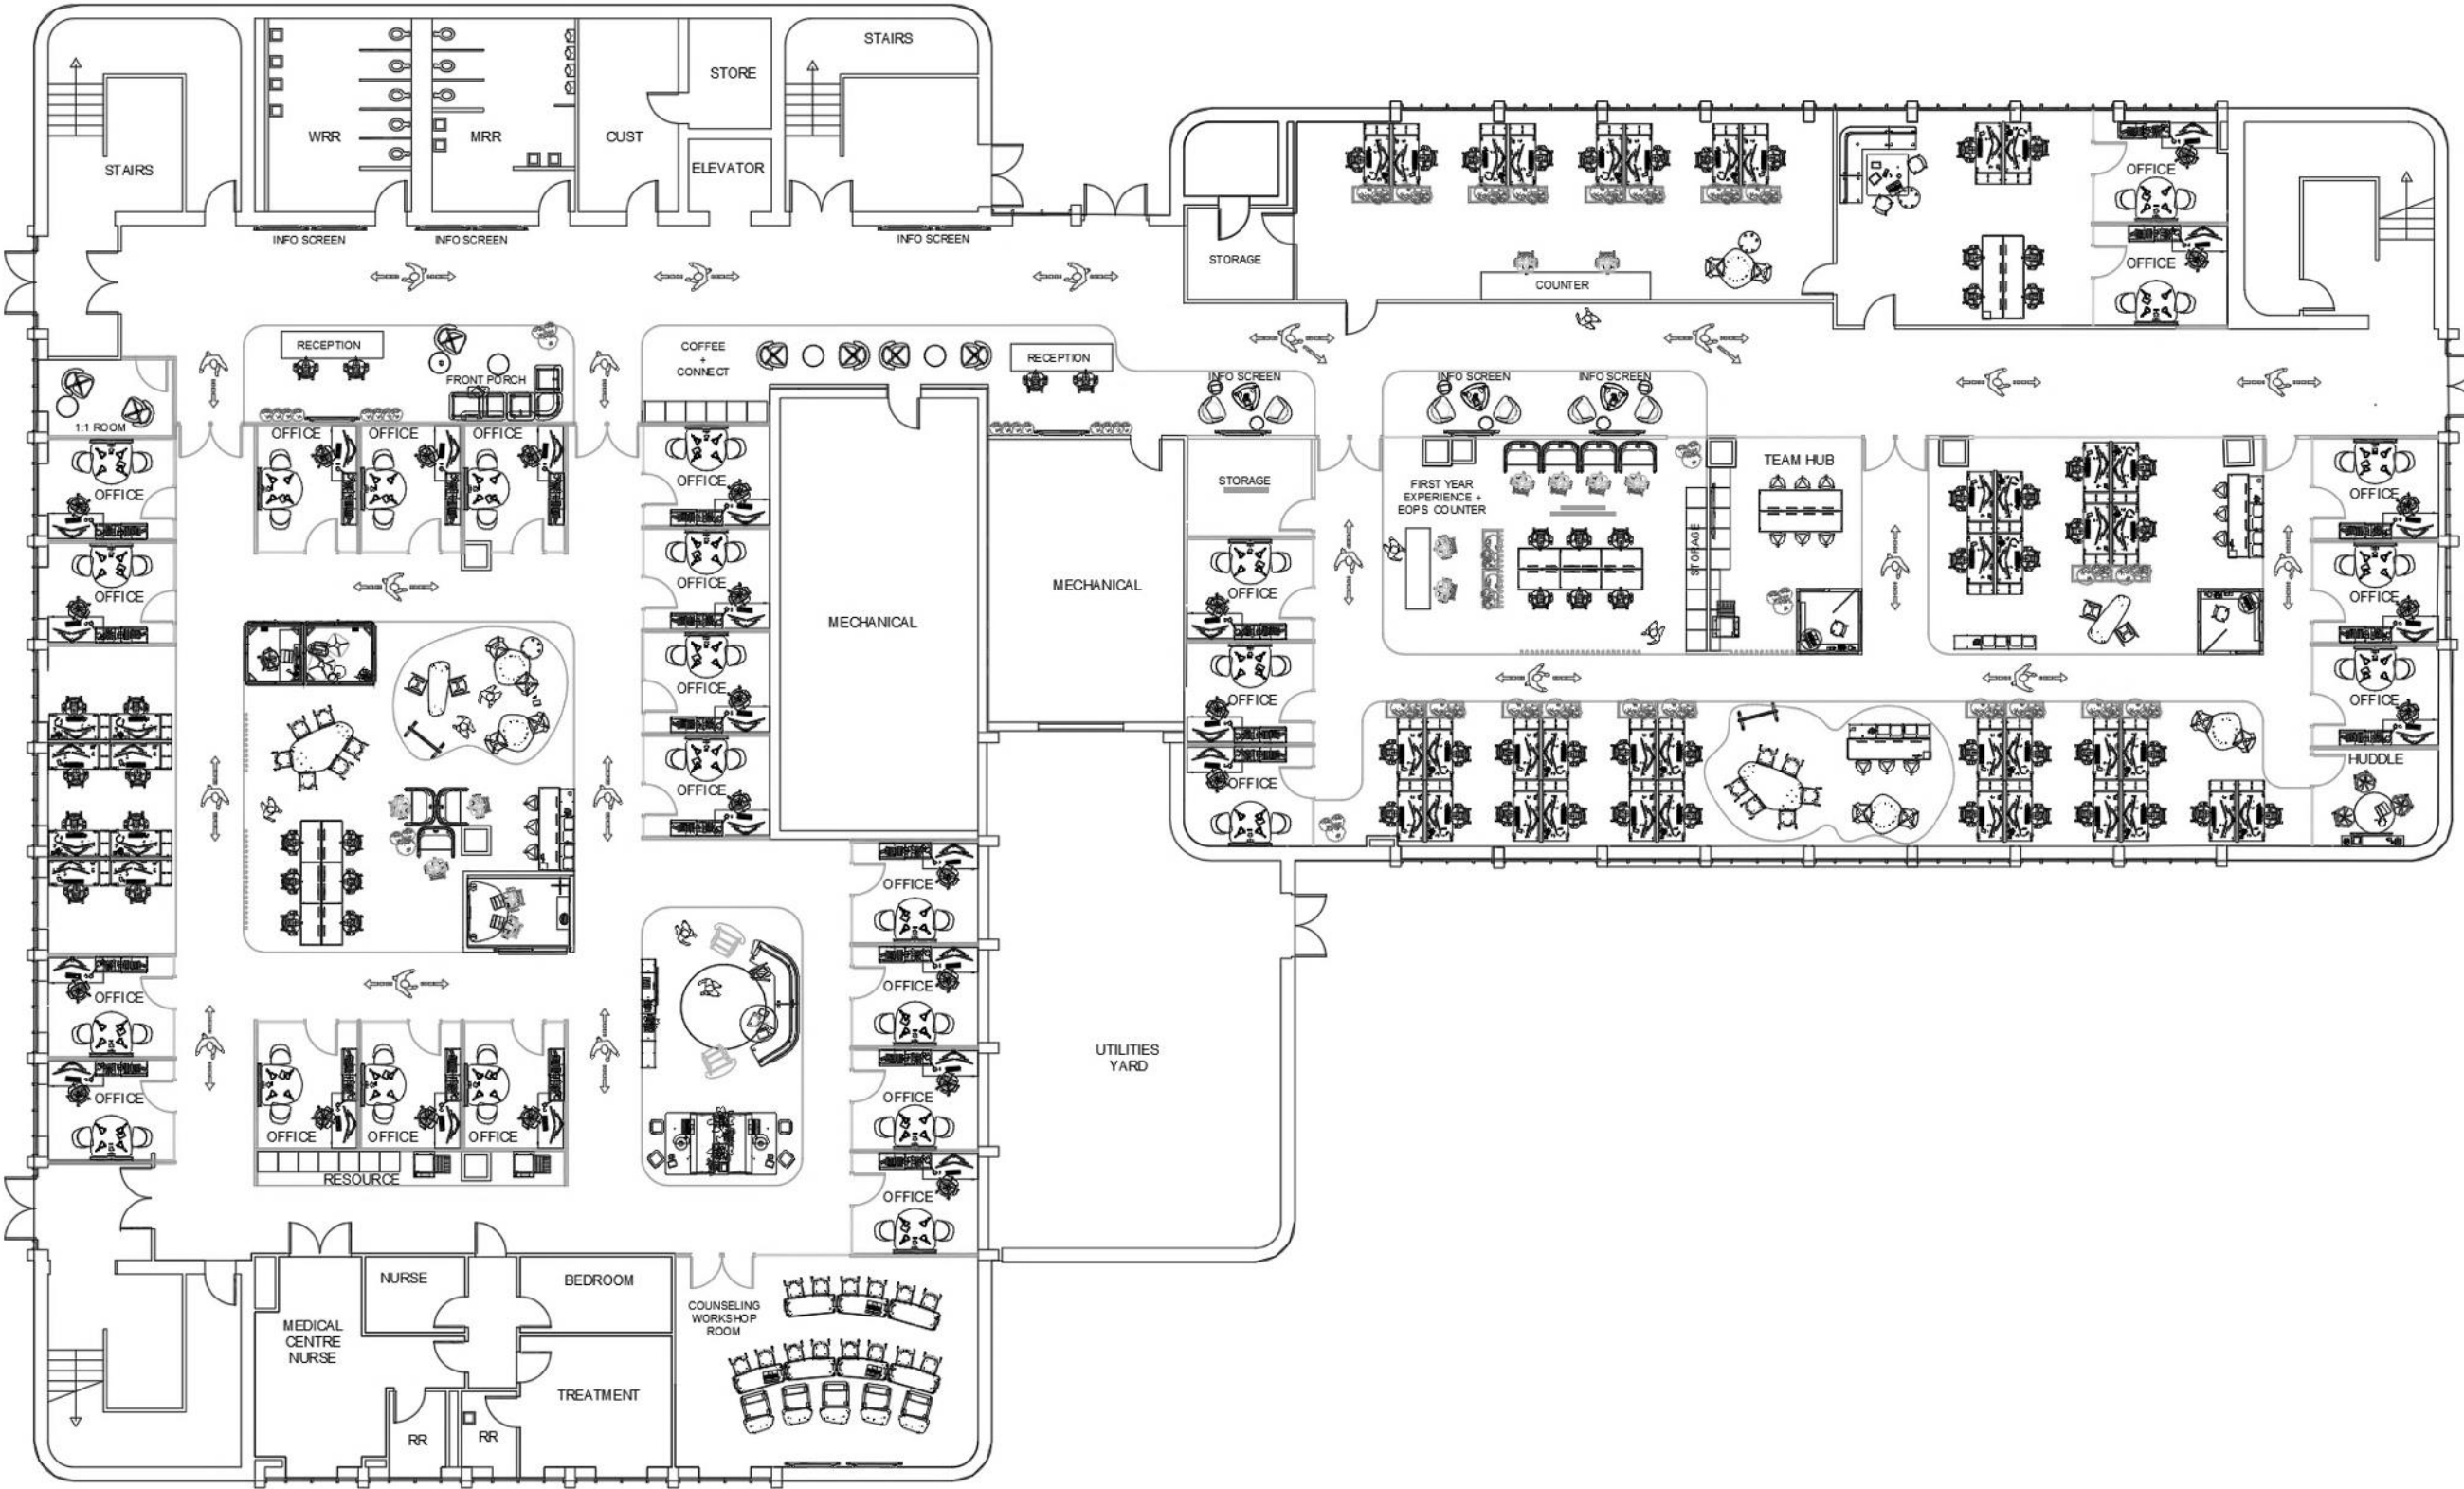 STAIRS
STORE
WRR
MRR
CUST
STAIRS
ELEVATOR
OFFICE
INFO SCREEN
INFO SCREEN
INFO SCREEN
STORAGE
OFFICE
COUNTER
RECEPTION
COFFEE
+
CONNECT
RECEPTION
FRONT PORCH
INFO SCREEN
INFO SCREEN
INFO SCREEN
1:1 ROOM
OFFICE
OFFICE
OFFICE
OFFICE
OFFICE
STORAGE
FIRST YEAR
EXPERIENCE +
EOPS COUNTER
TEAM HUB
OFFICE
STORAGE
OFFICE
OFFICE
MECHANICAL
MECHANICAL
OFFICE
OFFICE
OFFICE
OFFICE
OFFICE
OFFICE
OFFICE
HUDDLE
OFFICE
OFFICE
OFFICE
OFFICE
UTILITIES
YARD
OFFICE
OFFICE
OFFICE
OFFICE
OFFICE
OFFICE
RESOURCE
NURSE
BEDROOM
COUNSELING
WORKSHOP
ROOM
MEDICAL
CENTRE
NURSE
TREATMENT
RR
RR